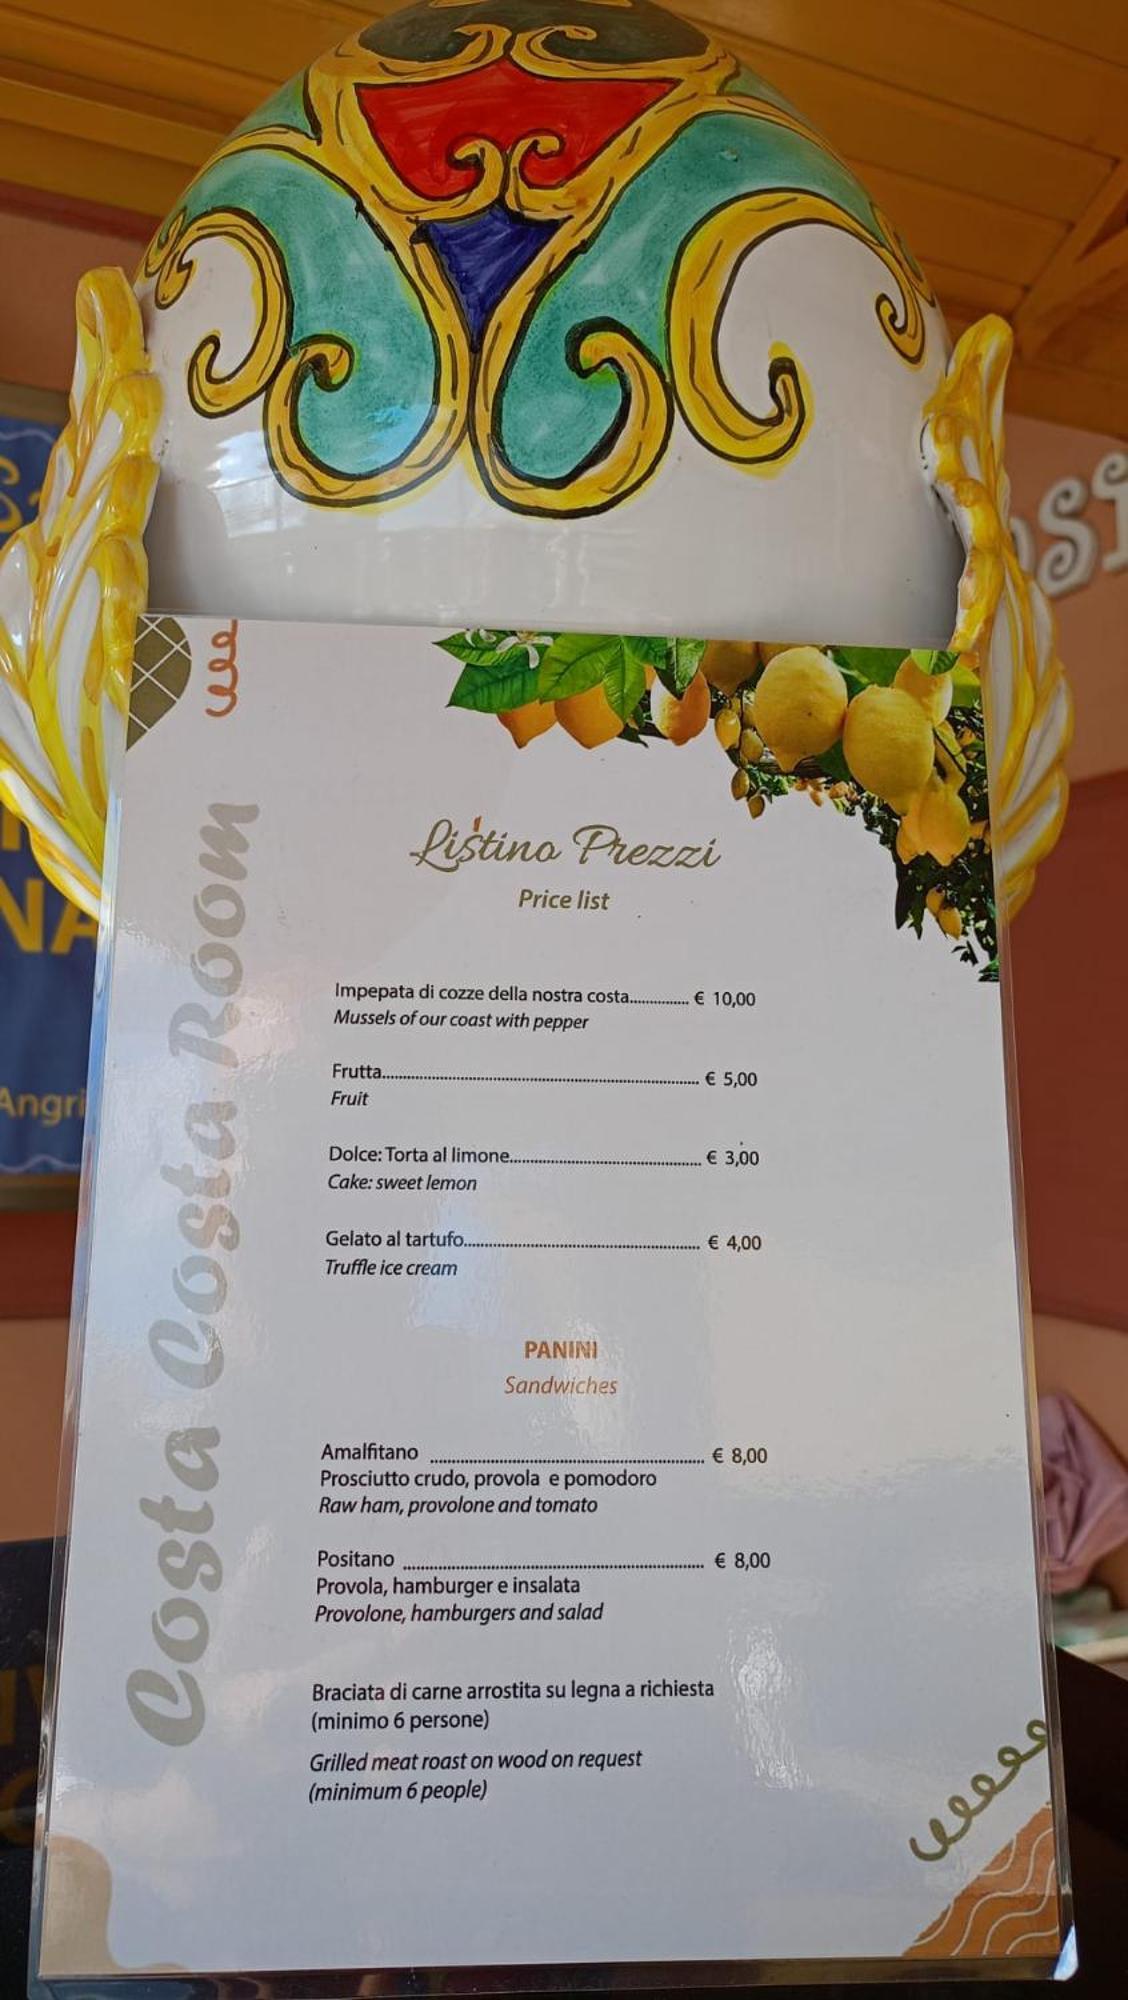 Listino Prezzi
Price list
Impepata di cozze della nostra costa.............. € 10,00
Mussels of our coast with pepper
Frutta........................................................................... € 5,00
Fruit
Dolce: Torta al limone.............................................. € 3,00
Cake: sweet lemon
Gelato al tartufo........................................................ € 4,00
Truffle ice cream
PANINI
Sandwiches
Amalfitano ................................................................. € 8,00
Prosciutto crudo, provola e pomodoro
Raw ham, provolone and tomato
Positano ........................................................................ € 8,00
Provola, hamburger e insalata
Provolone, hamburgers and salad
Braciata di carne arrostita su legna a richiesta
(minimo 6 persone)
Grilled meat roast on wood on request
(minimum 6 people)
Costa Costa Room
NA
Angri